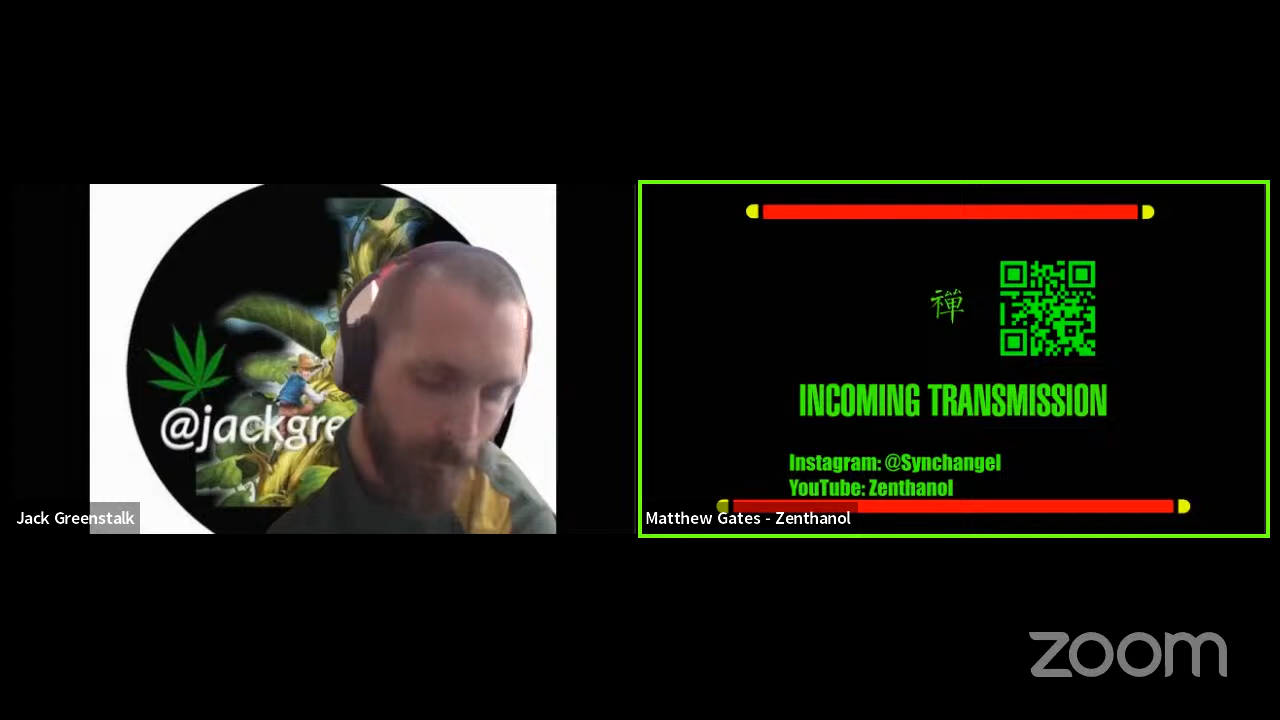 @jackgre
Jack Greenstalk
禪
INCOMING TRANSMISSION
Instagram: @Synchangel
YouTube: Zenthanol
Matthew Gates - Zenthanol
zoom